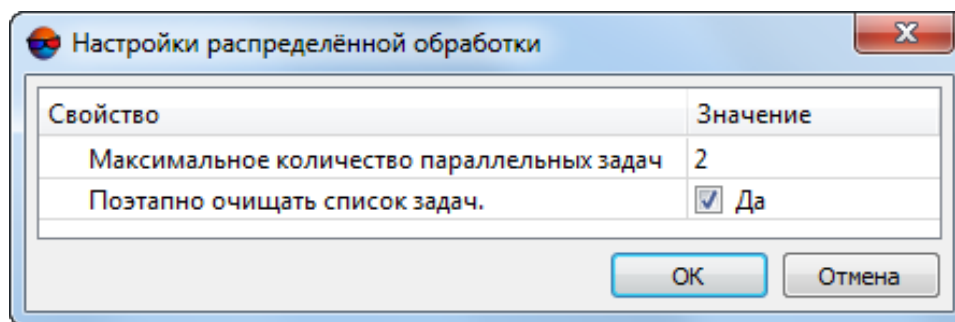 Настройки распределённой обработки
Свойство Значение
Максимальное количество параллельных задач 2
Поэтапно очищать список задач. Да
OK Отмена